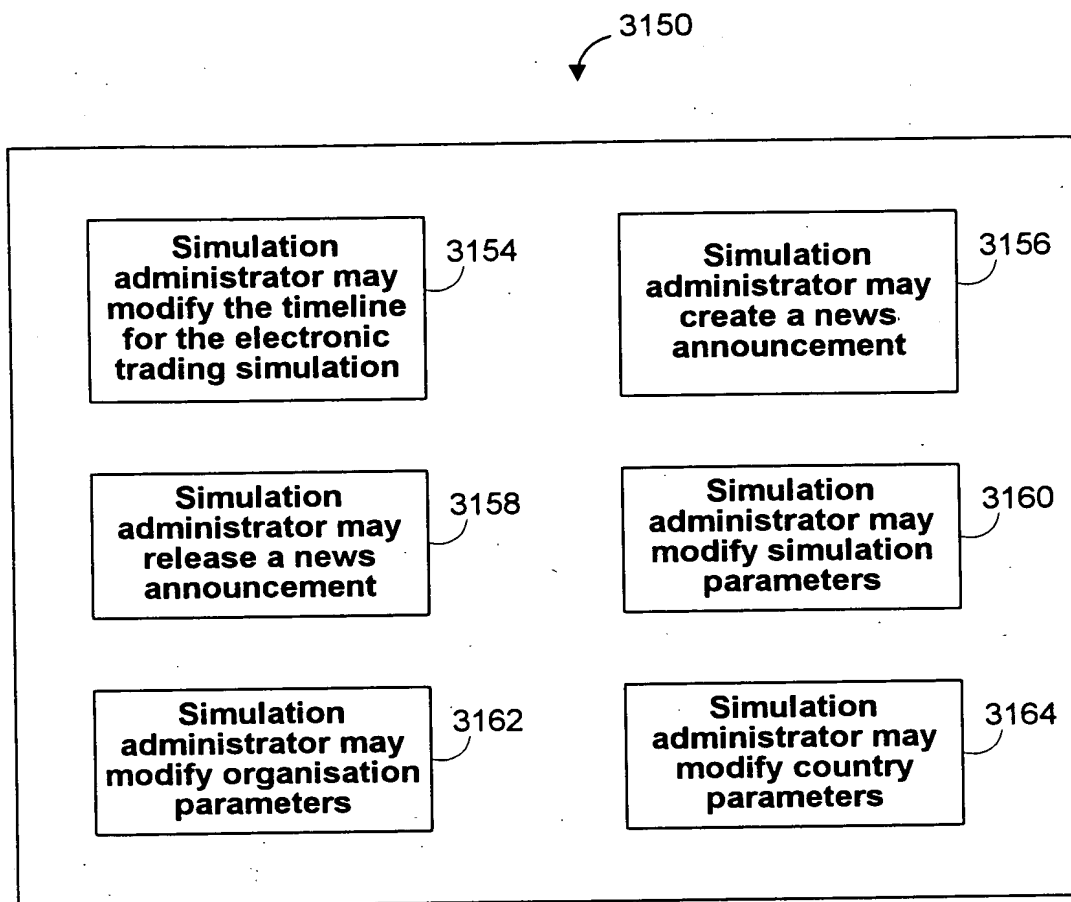 3150
Simulation
administrator may
modify the timeline
for the electronic
trading simulation
3154
Simulation
administrator may
create a news
announcement
3156
Simulation
administrator may
release a news
announcement
3158
Simulation
administrator may
modify simulation
parameters
3160
Simulation
administrator may
modify organisation
parameters
3162
Simulation
administrator may
modify country
parameters
3164